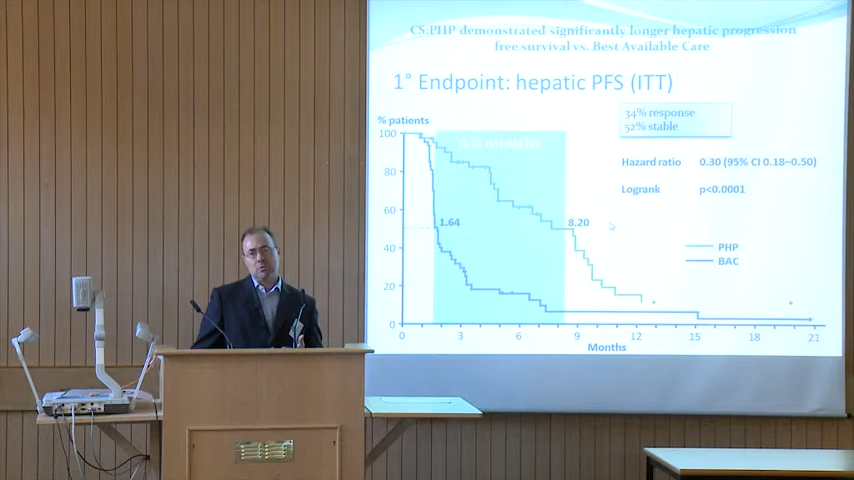 CS:PHP demonstrated significantly longer hepatic progression
free survival vs. Best Available Care
1° Endpoint: hepatic PFS (ITT)
34% response
52% stable
% patients
100
80
60
40
20
0
Hazard ratio 0.30 (95% CI 0.18–0.50)
Logrank p<0.0001
1.64
8.20
PHP
BAC
0 3 6 9 12 15 18 21
Months